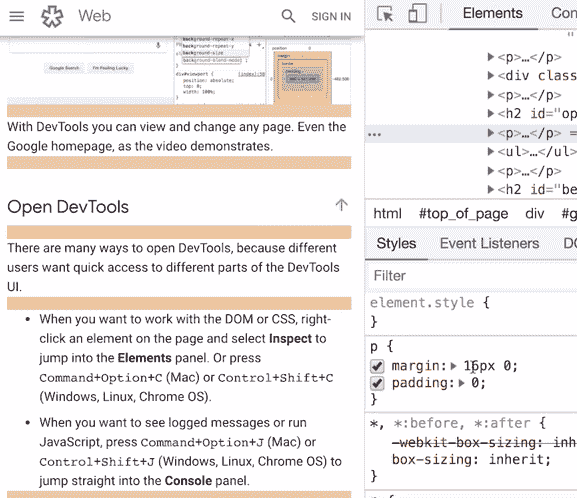 Web
SIGN IN
background-repeat-x
background-repeat-y
background-size
background-blend-mode
Google Search
I'm Feeling Lucky
div#viewport {
position: absolute;
top: 0;
width: 100%;
position
margin
border
padding
With DevTools you can view and change any page. Even the
Google homepage, as the video demonstrates.
Open DevTools
There are many ways to open DevTools, because different
users want quick access to different parts of the DevTools
UI.
• When you want to work with the DOM or CSS, right-
click an element on the page and select Inspect to
jump into the Elements panel. Or press
Command+Option+C (Mac) or Control+Shift+C
(Windows, Linux, Chrome OS).
• When you want to see logged messages or run
JavaScript, press Command+Option+J (Mac) or
Control+Shift+J (Windows, Linux, Chrome OS) to
jump straight into the Console panel.
Elements Con
▶<p>…</p>
▶<div class
▶<p>…</p>
▶<h2 id="op
… ▶<p>…</p> =
▶<ul>…</ul>
▶<p>…</p>
▶<h2 id="be
html #top_of_page div #g
Styles Event Listeners DO
Filter
element.style {
}
p {
margin:▶ 16px 0;
padding:▶ 0;
}
*, *:before, *:after {
-webkit-box-sizing: inh
box-sizing: inherit;
}